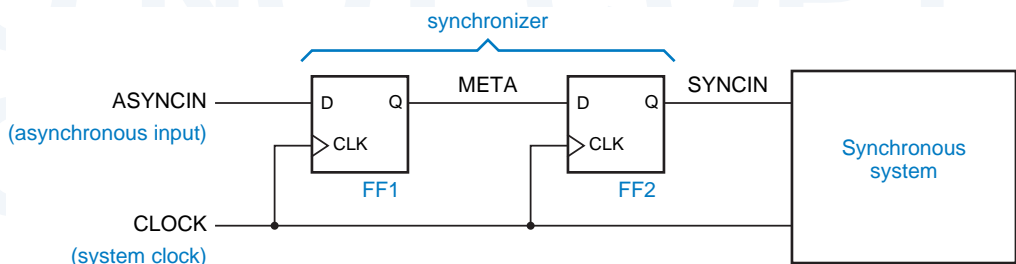 synchronizer
ASYNCIN
(asynchronous input)
D Q
CLK
FF1
META
D Q
CLK
FF2
SYNCIN
Synchronous
system
CLOCK
(system clock)